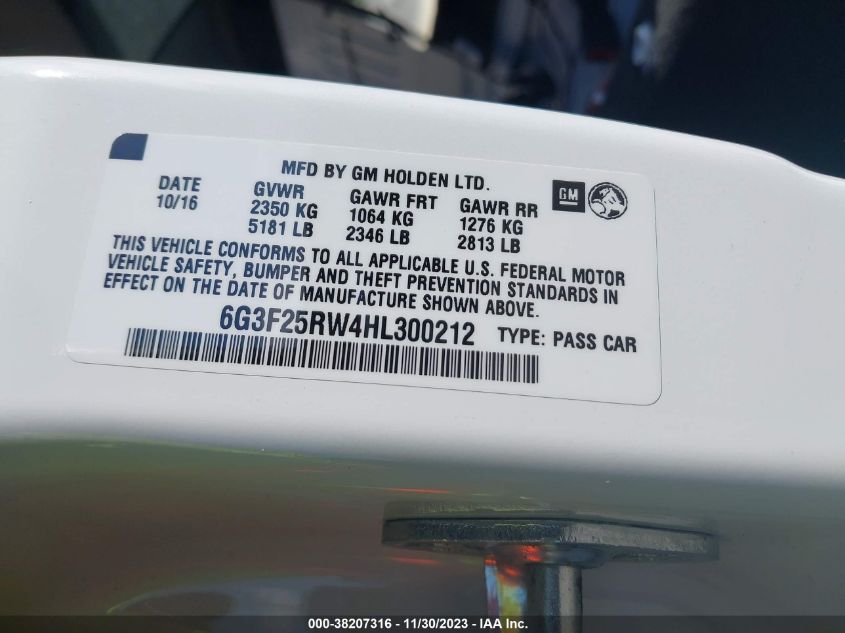 MFD BY GM HOLDEN LTD.
DATE GVWR GAWR FRT GAWR RR GM
10/16 2350 KG 1064 KG 1276 KG
5181 LB 2346 LB 2813 LB
THIS VEHICLE CONFORMS TO ALL APPLICABLE U.S. FEDERAL MOTOR
VEHICLE SAFETY, BUMPER AND THEFT PREVENTION STANDARDS IN
EFFECT ON THE DATE OF MANUFACTURE SHOWN ABOVE.
6G3F25RW4HL300212 TYPE: PASS CAR
000-38207316 - 11/30/2023 - IAA Inc.